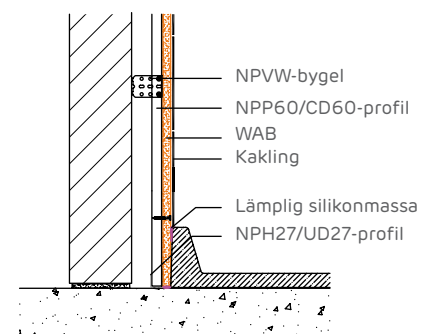 NPVW-bygel
NPP60/CD60-profil
WAB
Kakling
Lämplig silikonmassa
NPH27/UD27-profil